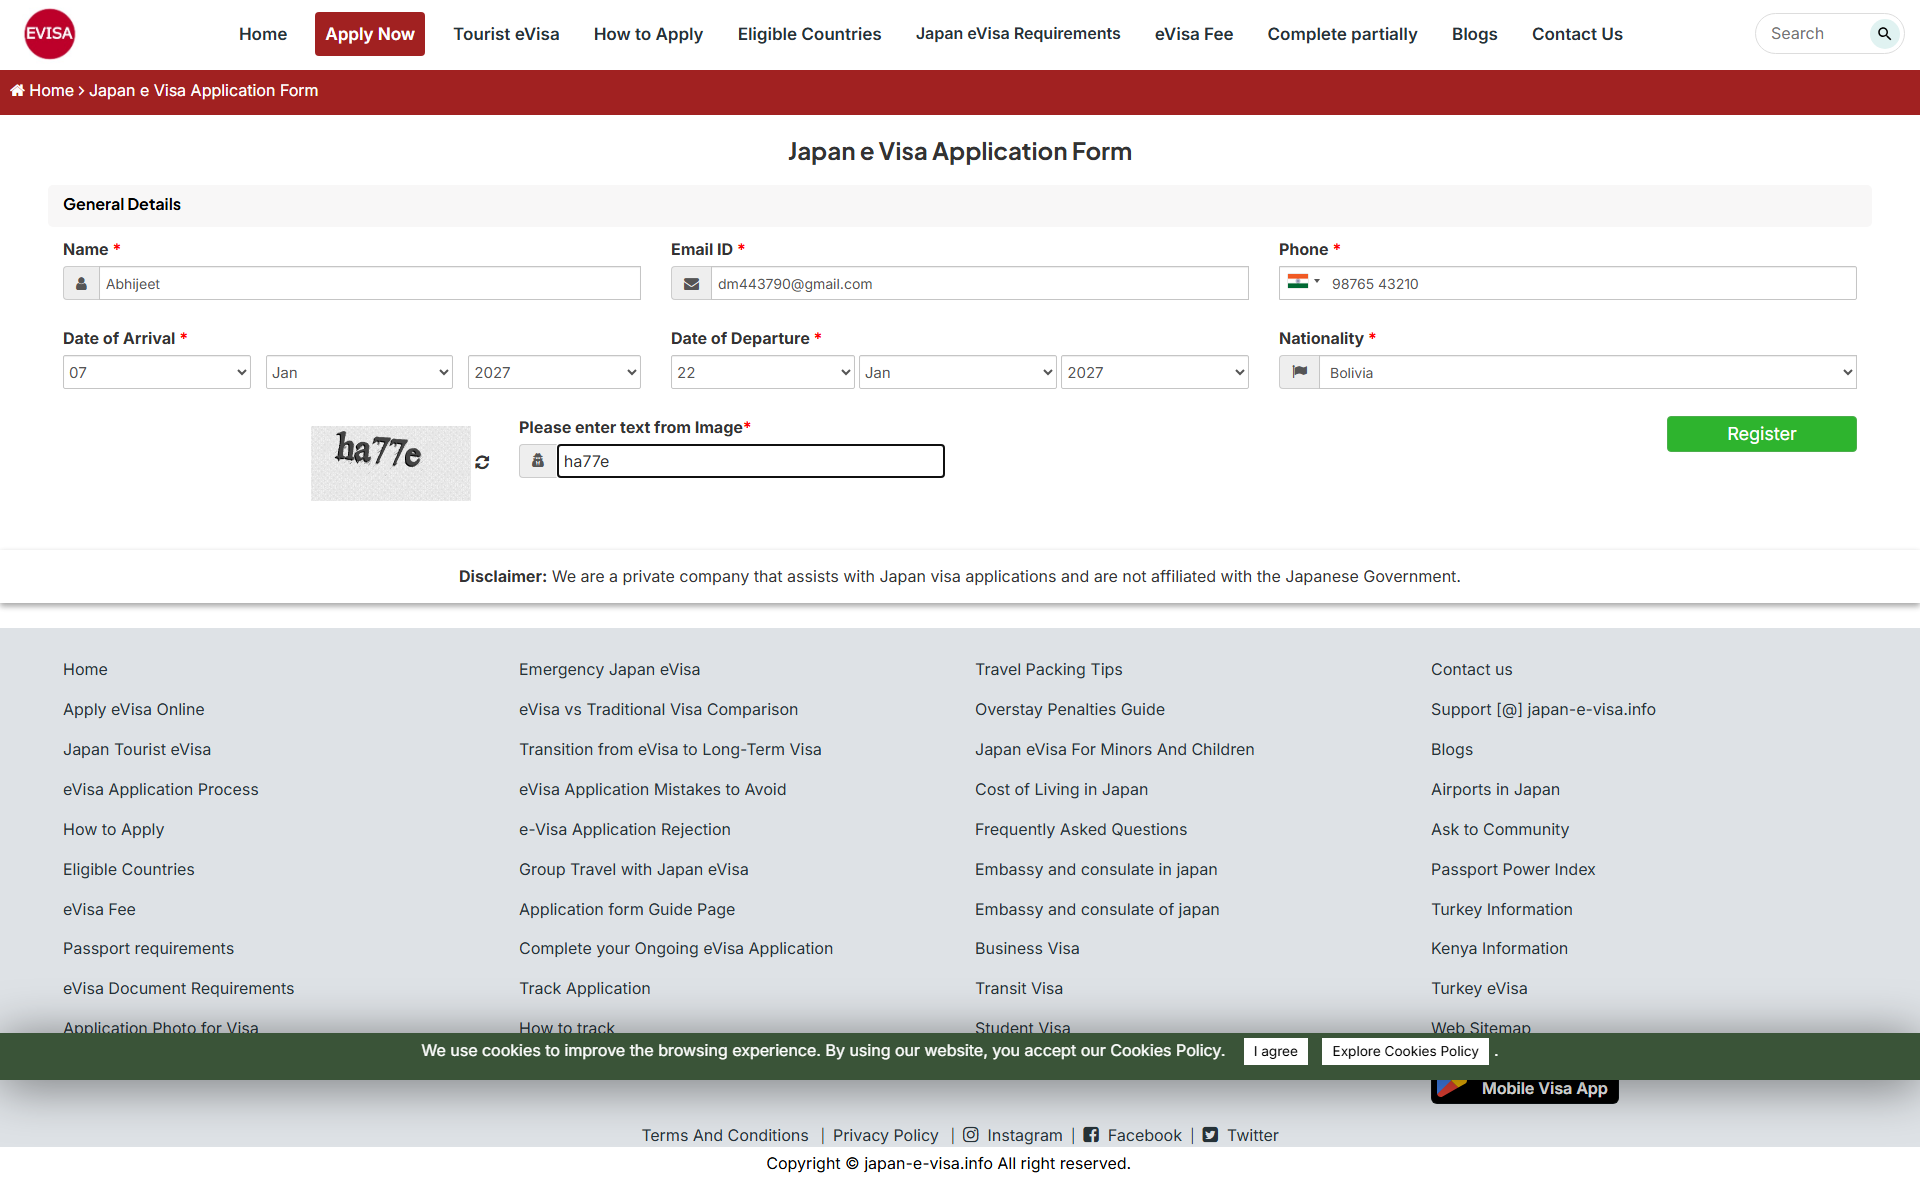 EVISA
Home
Apply Now
Tourist eVisa
How to Apply
Eligible Countries
Japan eVisa Requirements
eVisa Fee
Complete partially
Blogs
Contact Us
Search
Home > Japan e Visa Application Form
Japan e Visa Application Form
General Details
Name *
Email ID *
Phone *
Abhijeet
dm443790@gmail.com
98765 43210
Date of Arrival *
Date of Departure *
Nationality *
07
Jan
2027
22
Jan
2027
Bolivia
ha77e
Please enter text from Image*
ha77e
Register
Disclaimer: We are a private company that assists with Japan visa applications and are not affiliated with the Japanese Government.
Home
Apply eVisa Online
Japan Tourist eVisa
eVisa Application Process
How to Apply
Eligible Countries
eVisa Fee
Passport requirements
eVisa Document Requirements
Application Photo for Visa
Emergency Japan eVisa
eVisa vs Traditional Visa Comparison
Transition from eVisa to Long-Term Visa
eVisa Application Mistakes to Avoid
e-Visa Application Rejection
Group Travel with Japan eVisa
Application form Guide Page
Complete your Ongoing eVisa Application
Track Application
How to track
Travel Packing Tips
Overstay Penalties Guide
Japan eVisa For Minors And Children
Cost of Living in Japan
Frequently Asked Questions
Embassy and consulate in japan
Embassy and consulate of japan
Business Visa
Transit Visa
Student Visa
Contact us
Support [@] japan-e-visa.info
Blogs
Airports in Japan
Ask to Community
Passport Power Index
Turkey Information
Kenya Information
Turkey eVisa
Web Sitemap
We use cookies to improve the browsing experience. By using our website, you accept our Cookies Policy. I agree Explore Cookies Policy .
Mobile Visa App
Terms And Conditions | Privacy Policy | Instagram | Facebook | Twitter
Copyright © japan-e-visa.info All right reserved.